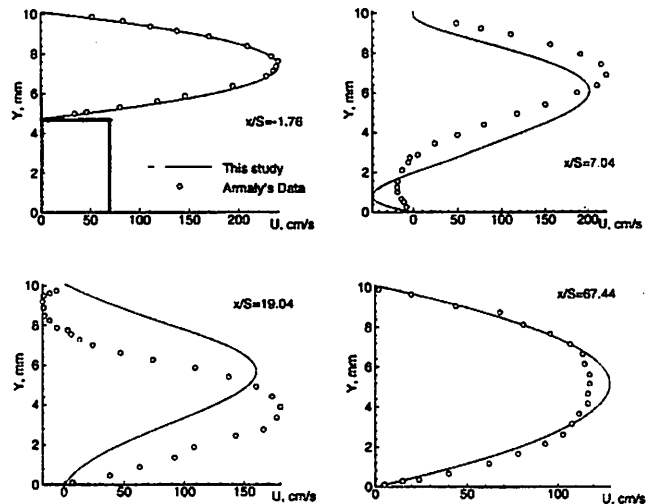 10
8
6
4
2
0
Y, mm
x/S=-1.76
This study
Armaly's Data
0 50 100 150 200 U, cm/s
10
8
6
4
2
0
Y, mm
x/S=7.04
0 50 100 150 200 U, cm/s
10
8
6
4
2
0
Y, mm
x/S=19.04
0 50 100 150 U, cm/s
10
8
6
4
2
0
Y, mm
x/S=67.44
0 50 100 U, cm/s